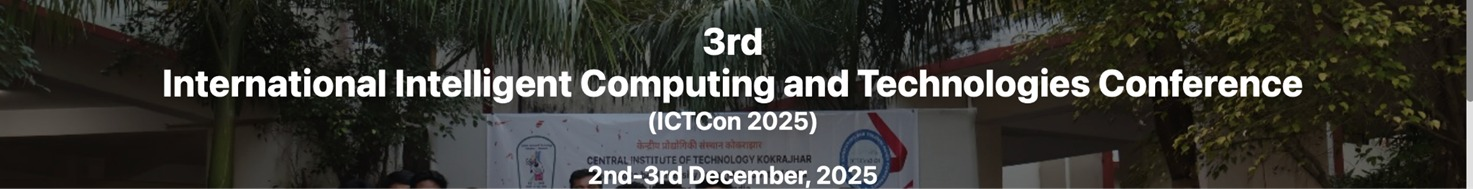 3rd
International Intelligent Computing and Technologies Conference
(ICTCon 2025)
केन्द्रीय प्रौद्योगिकी संस्थान कोकराझार
CENTRAL INSTITUTE OF TECHNOLOGY KOKRAJHAR
2nd-3rd December, 2025